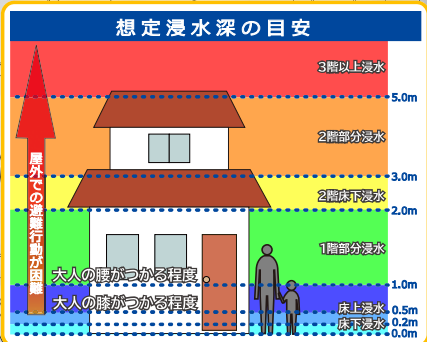 想定浸水深の目安
3階以上浸水
5.0m
2階部分浸水
3.0m
2階床下浸水
2.0m
1階部分浸水
屋外での避難行動が困難
大人の腰がつかる程度
1.0m
大人の膝がつかる程度
床上浸水
0.5m
床下浸水
0.2m
0.0m